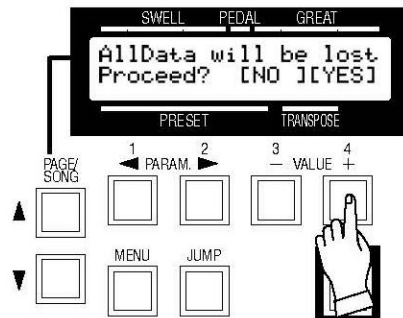 SWELL PEDAL GREAT
AllData will be lost
Proceed? [NO ][YES]
PRESET TRANSPOSE
1 2 3 4
◀ PARAM. ▶ − VALUE +
PAGE/
SONG
▲
▼
MENU JUMP